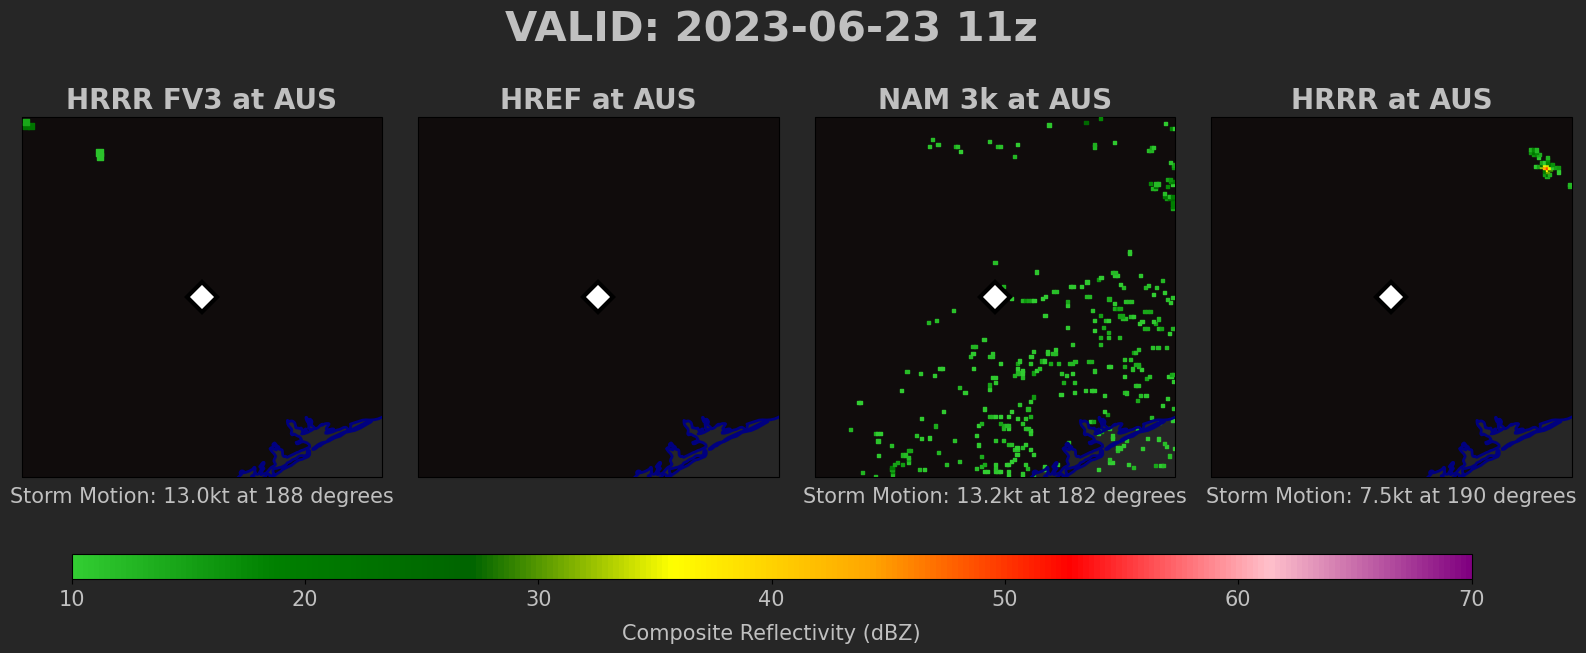 VALID: 2023-06-23 11z
HRRR FV3 at AUS
HREF at AUS
NAM 3k at AUS
HRRR at AUS
Storm Motion: 13.0kt at 188 degrees
Storm Motion: 13.2kt at 182 degrees
Storm Motion: 7.5kt at 190 degrees
10 20 30 40 50 60 70
Composite Reflectivity (dBZ)